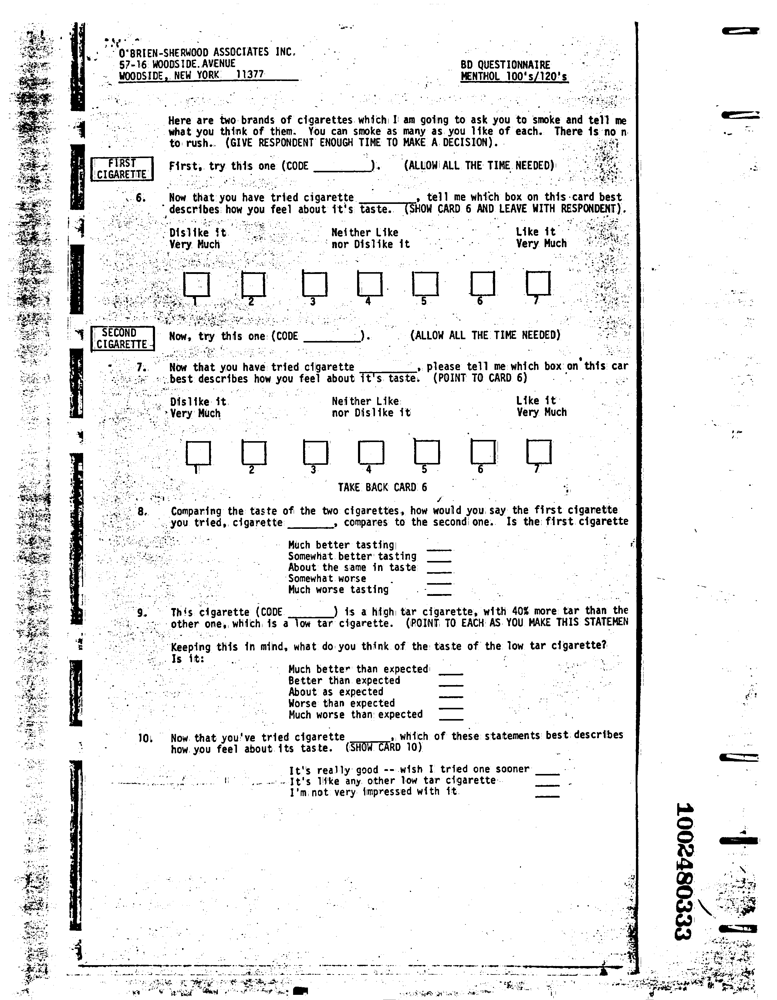 O'BRIEN-SHERWOOD ASSOCIATES INC.
57-16 WOODSIDE AVENUE
WOODSIDE, NEW YORK 11377
BD QUESTIONNAIRE
MENTHOL 100's/120's
Here are two brands of cigarettes which I am going to ask you to smoke and tell me
what you think of them. You can smoke as many as you like of each. There is no n
to rush. (GIVE RESPONDENT ENOUGH TIME TO MAKE A DECISION).
FIRST
CIGARETTE
First, try this one (CODE ________). (ALLOW ALL THE TIME NEEDED)
6. Now that you have tried cigarette ________, tell me which box on this card best
describes how you feel about it's taste. (SHOW CARD 6 AND LEAVE WITH RESPONDENT).
Dislike it Neither Like Like it
Very Much nor Dislike it Very Much
1 2 3 4 5 6 7
SECOND
CIGARETTE
Now, try this one (CODE ________). (ALLOW ALL THE TIME NEEDED)
7. Now that you have tried cigarette ________, please tell me which box on this car
best describes how you feel about it's taste. (POINT TO CARD 6)
Dislike it Neither Like Like it
Very Much nor Dislike it Very Much
1 2 3 4 5 6 7
TAKE BACK CARD 6
8. Comparing the taste of the two cigarettes, how would you say the first cigarette
you tried, cigarette _______, compares to the second one. Is the first cigarette
Much better tasting ____
Somewhat better tasting ____
About the same in taste ____
Somewhat worse ____
Much worse tasting ____
9. This cigarette (CODE _______) is a high tar cigarette, with 40% more tar than the
other one, which is a low tar cigarette. (POINT TO EACH AS YOU MAKE THIS STATEMEN
Keeping this in mind, what do you think of the taste of the low tar cigarette?
Is it:
Much better than expected ____
Better than expected ____
About as expected ____
Worse than expected ____
Much worse than expected ____
10. Now that you've tried cigarette ______, which of these statements best describes
how you feel about its taste. (SHOW CARD 10)
It's really good -- wish I tried one sooner ____
It's like any other low tar cigarette ____
I'm not very impressed with it ____
1002480333